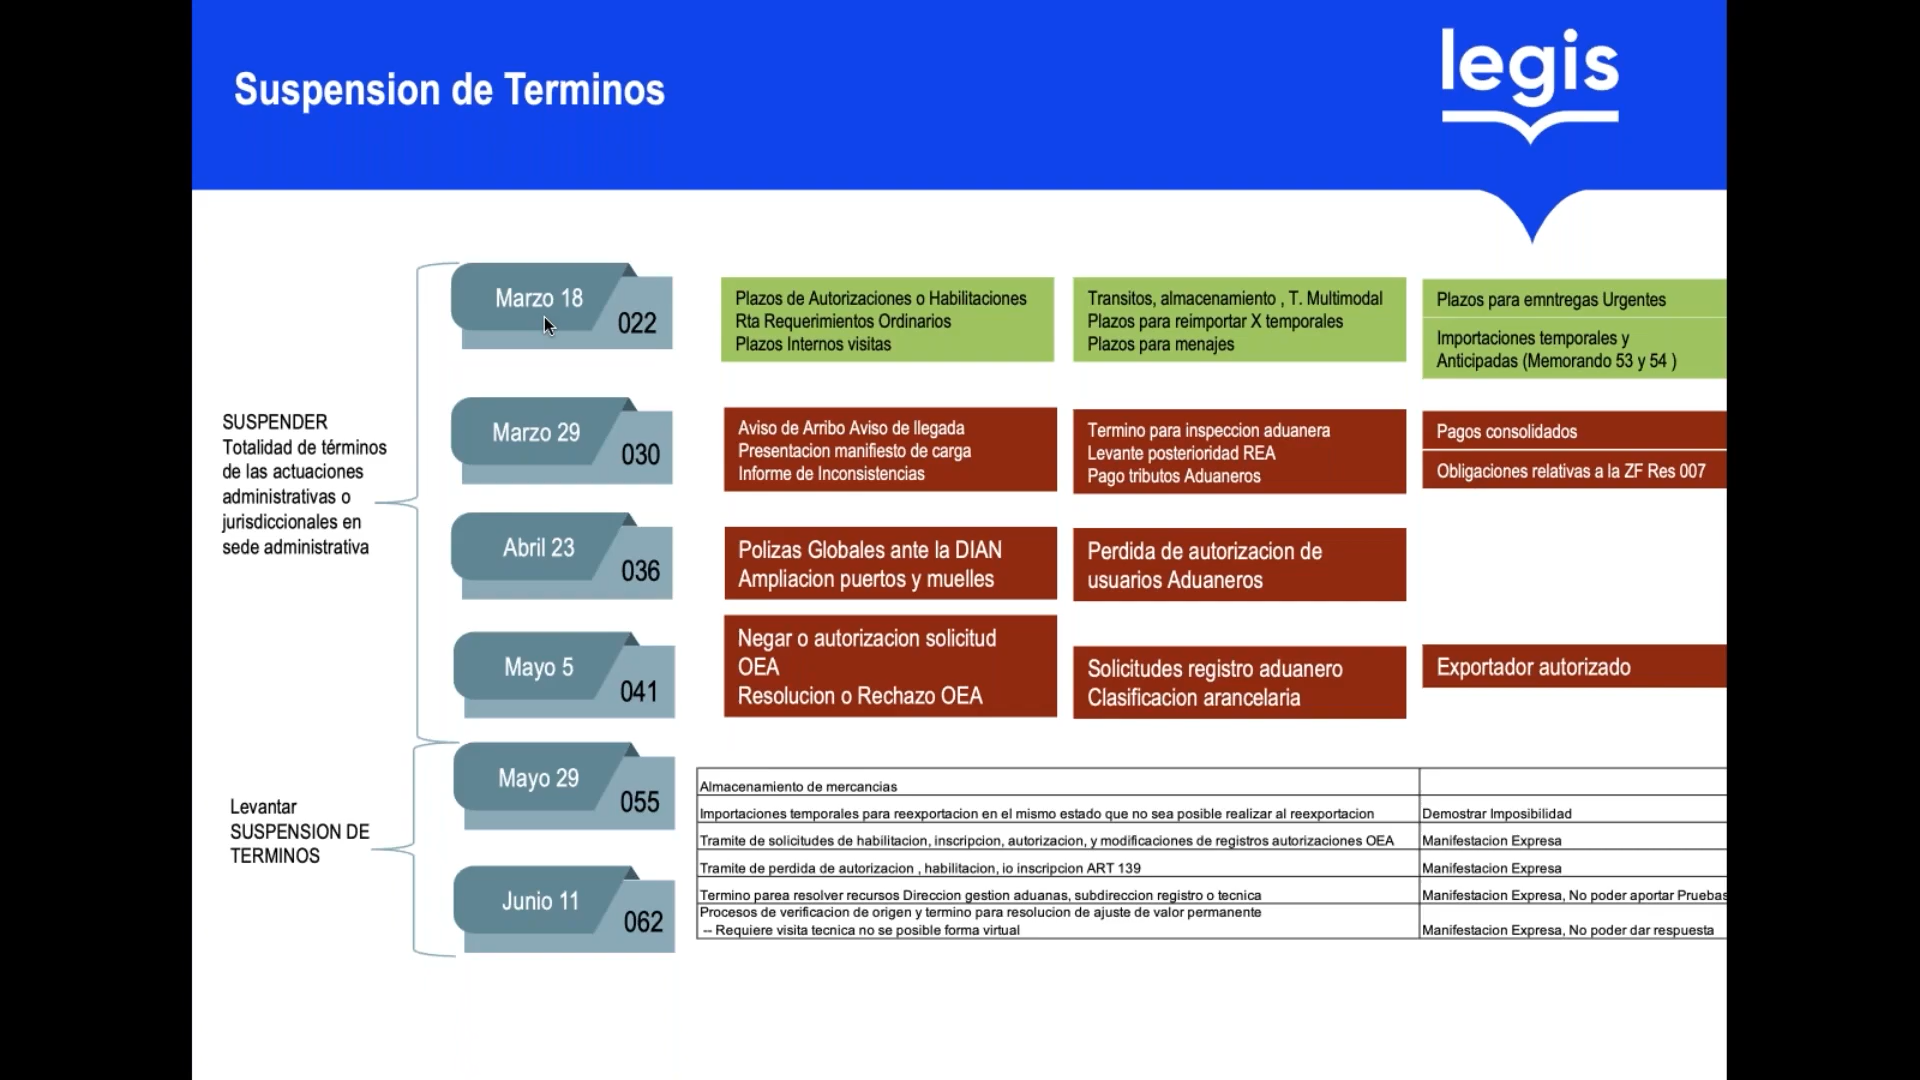 Suspension de Terminos
legis
SUSPENDER
Totalidad de términos
de las actuaciones
administrativas o
jurisdiccionales en
sede administrativa
Marzo 18
022
Plazos de Autorizaciones o Habilitaciones
Rta Requerimientos Ordinarios
Plazos Internos visitas
Transitos, almacenamiento , T. Multimodal
Plazos para reimportar X temporales
Plazos para menajes
Plazos para emntregas Urgentes
Importaciones temporales y
Anticipadas (Memorando 53 y 54 )
Marzo 29
030
Aviso de Arribo Aviso de llegada
Presentacion manifiesto de carga
Informe de Inconsistencias
Termino para inspeccion aduanera
Levante posterioridad REA
Pago tributos Aduaneros
Pagos consolidados
Obligaciones relativas a la ZF Res 007
Abril 23
036
Polizas Globales ante la DIAN
Ampliacion puertos y muelles
Perdida de autorizacion de
usuarios Aduaneros
Mayo 5
041
Negar o autorizacion solicitud
OEA
Resolucion o Rechazo OEA
Solicitudes registro aduanero
Clasificacion arancelaria
Exportador autorizado
Levantar
SUSPENSION DE
TERMINOS
Mayo 29
055
Junio 11
062
Almacenamiento de mercancias
Importaciones temporales para reexportacion en el mismo estado que no sea posible realizar al reexportacion
Demostrar Imposibilidad
Tramite de solicitudes de habilitacion, inscripcion, autorizacion, y modificaciones de registros autorizaciones OEA
Manifestacion Expresa
Tramite de perdida de autorizacion , habilitacion, io inscripcion ART 139
Manifestacion Expresa
Termino parea resolver recursos Direccion gestion aduanas, subdireccion registro o tecnica
Manifestacion Expresa, No poder aportar Pruebas
Procesos de verificacion de origen y termino para resolucion de ajuste de valor permanente
-- Requiere visita tecnica no se posible forma virtual
Manifestacion Expresa, No poder dar respuesta